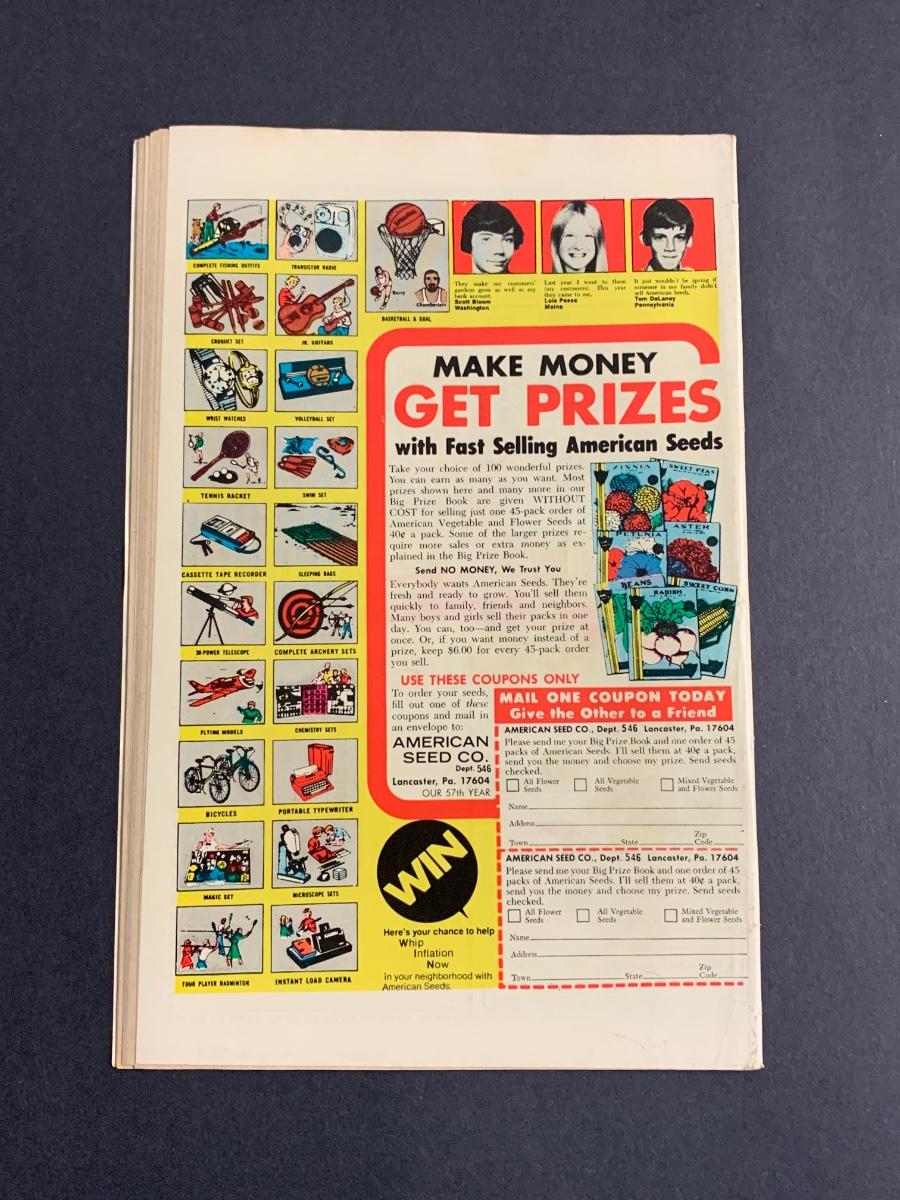 COMPLETE FISHING OUTFITS
TRANSISTOR RADIO
CROQUET SET
JR. GUITARS
WRIST WATCHES
VOLLEYBALL SET
TENNIS RACKET
SWIM SET
CASSETTE TAPE RECORDER
SLEEPING BAGS
30-POWER TELESCOPE
COMPLETE ARCHERY SETS
FLYING MODELS
CHEMISTRY SETS
BICYCLES
PORTABLE TYPEWRITER
MAGIC SET
MICROSCOPE SETS
FOUR PLAYER BADMINTON
INSTANT LOAD CAMERA
Spalding
Barry
Chamberlain
BASKETBALL & GOAL
They make my customers'
gardens grow as well as my
bank account.
Scott Bloom
Washington
Last year I went to them
(my customers). This year
they came to me.
Lois Pease
Maine
It just wouldn't be spring if
someone in our family didn't
sell American Seeds.
Tom DeLaney
Pennsylvania
MAKE MONEY
GET PRIZES
with Fast Selling American Seeds
Take your choice of 100 wonderful prizes.
You can earn as many as you want. Most
prizes shown here and many more in our
Big Prize Book are given WITHOUT
COST for selling just one 45-pack order of
American Vegetable and Flower Seeds at
40¢ a pack. Some of the larger prizes re-
quire more sales or extra money as ex-
plained in the Big Prize Book.
Send NO MONEY, We Trust You
Everybody wants American Seeds. They're
fresh and ready to grow. You'll sell them
quickly to family, friends and neighbors.
Many boys and girls sell their packs in one
day. You can, too—and get your prize at
once. Or, if you want money instead of a
prize, keep $6.00 for every 45-pack order
you sell.
ZINNIA
SWEET PEAS
PETUNIA
ASTER
BEANS
RADISH
SWEET CORN
USE THESE COUPONS ONLY
To order your seeds,
fill out one of these
coupons and mail in
an envelope to:
AMERICAN
SEED CO.
Dept. 546
Lancaster, Pa. 17604
OUR 57th YEAR
MAIL ONE COUPON TODAY
Give the Other to a Friend
AMERICAN SEED CO., Dept. 546 Lancaster, Pa. 17604
Please send me your Big Prize Book and one order of 45
packs of American Seeds. I'll sell them at 40¢ a pack,
send you the money and choose my prize. Send seeds
checked.
All Flower Seeds
All Vegetable Seeds
Mixed Vegetable and Flower Seeds
Name
Address
Town State Zip Code
AMERICAN SEED CO., Dept. 546 Lancaster, Pa. 17604
Please send me your Big Prize Book and one order of 45
packs of American Seeds. I'll sell them at 40¢ a pack,
send you the money and choose my prize. Send seeds
checked.
All Flower Seeds
All Vegetable Seeds
Mixed Vegetable and Flower Seeds
Name
Address
Town State Zip Code
WIN
Here's your chance to help
Whip
Inflation
Now
in your neighborhood with
American Seeds.